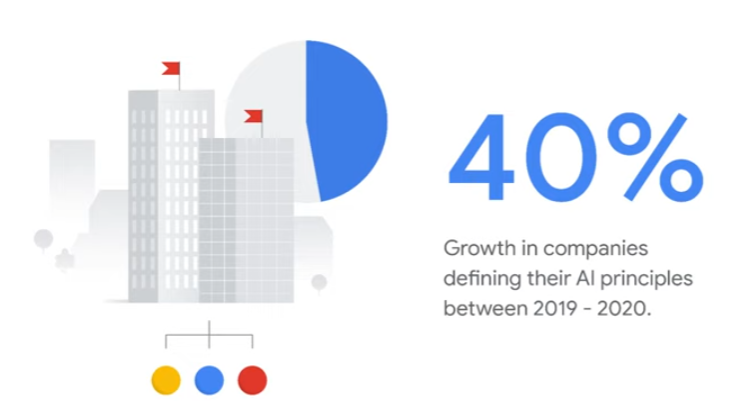 40%
Growth in companies
defining their AI principles
between 2019 - 2020.